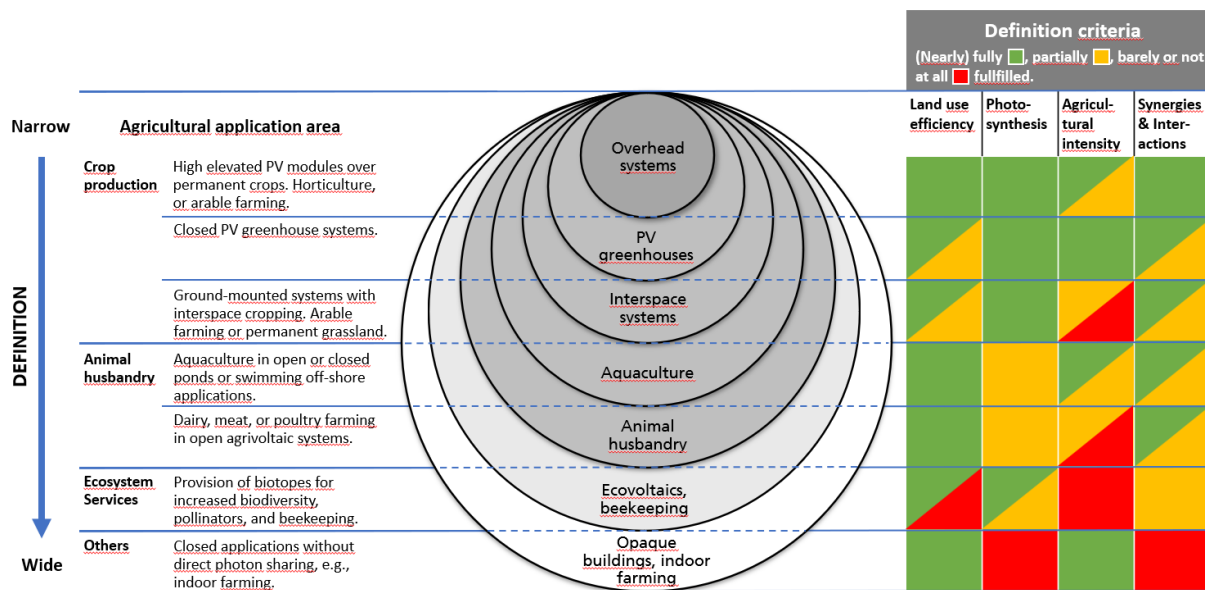 Definition criteria
(Nearly) fully , partially , barely or not
at all fullfilled.
Narrow
Agricultural application area
Land use
efficiency
Photo-
synthesis
Agricul-
tural
intensity
Synergies
& Inter-
actions
DEFINITION
Crop
production
High elevated PV modules over
permanent crops. Horticulture,
or arable farming.
Overhead
systems
Closed PV greenhouse systems.
PV
greenhouses
Ground-mounted systems with
interspace cropping. Arable
farming or permanent grassland.
Interspace
systems
Animal
husbandry
Aquaculture in open or closed
ponds or swimming off-shore
applications.
Aquaculture
Dairy, meat, or poultry farming
in open agrivoltaic systems.
Animal
husbandry
Ecosystem
Services
Provision of biotopes for
increased biodiversity,
pollinators, and beekeeping.
Ecovoltaics,
beekeeping
Wide
Others
Closed applications without
direct photon sharing, e.g.,
indoor farming.
Opaque
buildings, indoor
farming